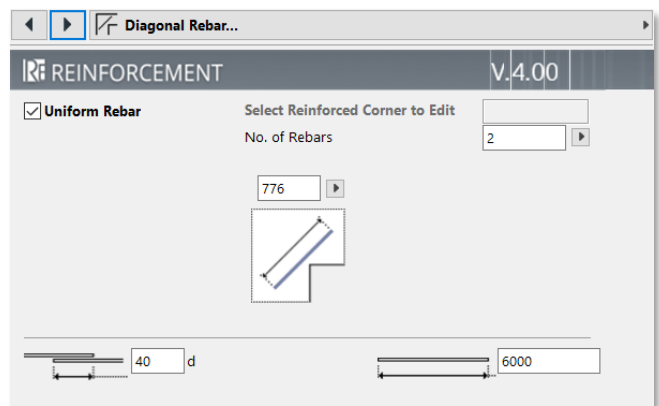 Diagonal Rebar...
RE REINFORCEMENT V.4.00
Uniform Rebar Select Reinforced Corner to Edit
No. of Rebars 2
776
40 d 6000